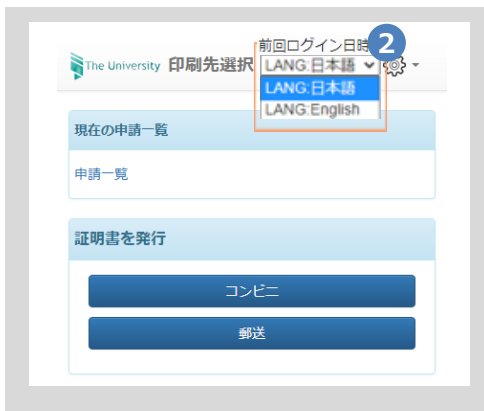 前回ログイン日時
2
The University 印刷先選択 LANG:日本語
LANG:日本語
LANG:English
現在の申請一覧
申請一覧
証明書を発行
コンビニ
郵送